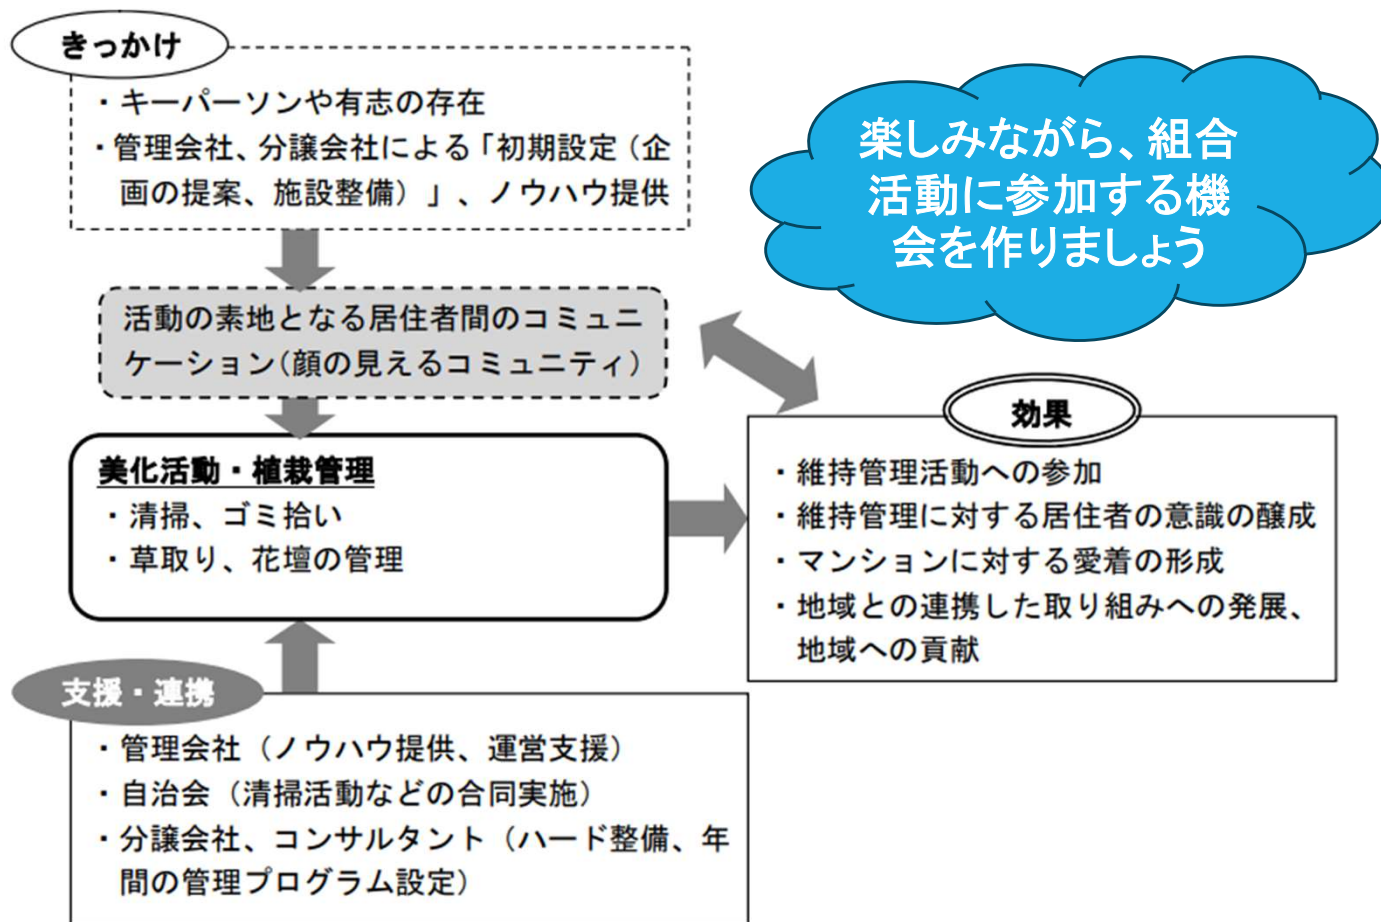 きっかけ
・キーパーソンや有志の存在
・管理会社、分譲会社による「初期設定（企
画の提案、施設整備）」、ノウハウ提供
楽しみながら、組合
活動に参加する機
会を作りましょう
活動の素地となる居住者間のコミュニ
ケーション（顔の見えるコミュニティ）
美化活動・植栽管理
・清掃、ゴミ拾い
・草取り、花壇の管理
効果
・維持管理活動への参加
・維持管理に対する居住者の意識の醸成
・マンションに対する愛着の形成
・地域との連携した取り組みへの発展、
地域への貢献
支援・連携
・管理会社（ノウハウ提供、運営支援）
・自治会（清掃活動などの合同実施）
・分譲会社、コンサルタント（ハード整備、年
間の管理プログラム設定）